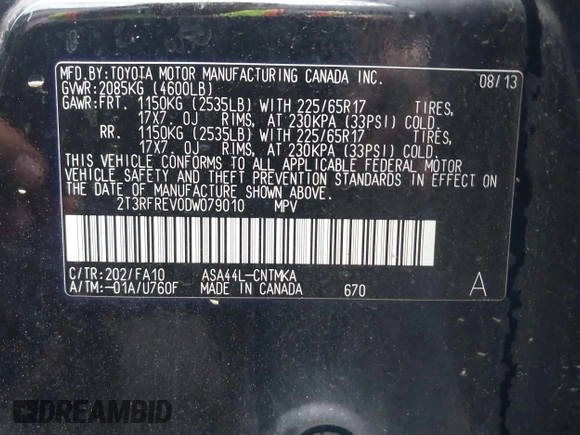 MFD.BY:TOYOTA MOTOR MANUFACTURING CANADA INC. 08/13
GVWR:2085KG (4600LB)
GAWR:FRT. 1150KG (2535LB) WITH 225/65R17 TIRES,
17X7.0J RIMS, AT 230KPA (33PSI) COLD.
RR. 1150KG (2535LB) WITH 225/65R17 TIRES,
17X7.0J RIMS, AT 230KPA (33PSI) COLD.
THIS VEHICLE CONFORMS TO ALL APPLICABLE FEDERAL MOTOR
VEHICLE SAFETY AND THEFT PREVENTION STANDARDS IN EFFECT ON
THE DATE OF MANUFACTURE SHOWN ABOVE.
2T3RFREV0DW079010 MPV
C/TR:202/FA10 ASA44L-CNTMKA
A/TM:-01A/U760F MADE IN CANADA 670 A
DREAMBID